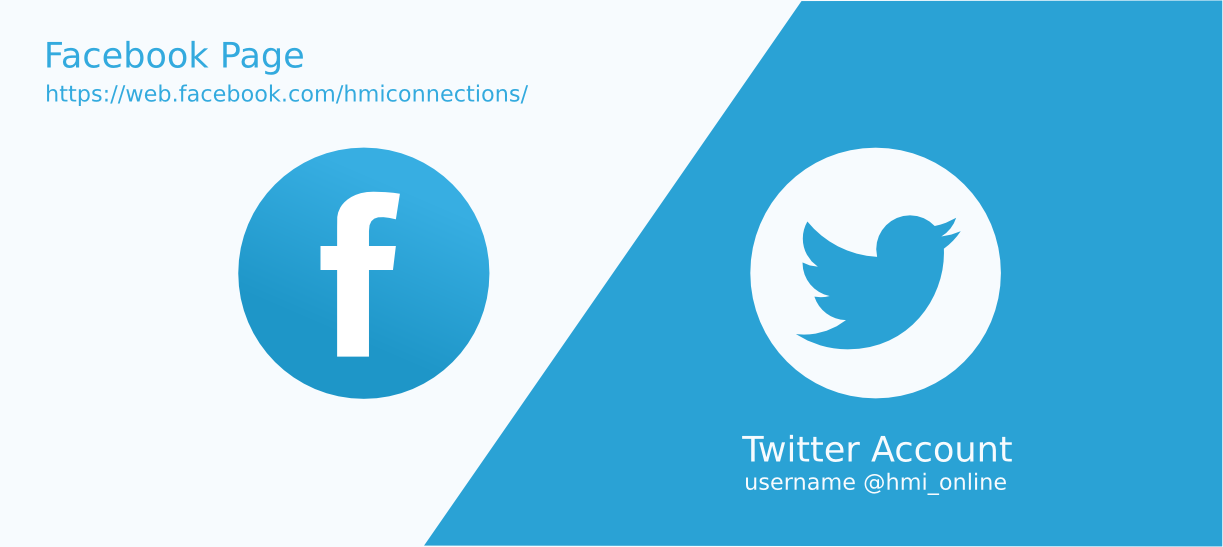 Facebook Page
https://web.facebook.com/hmiconnections/
Twitter Account
username @hmi_online